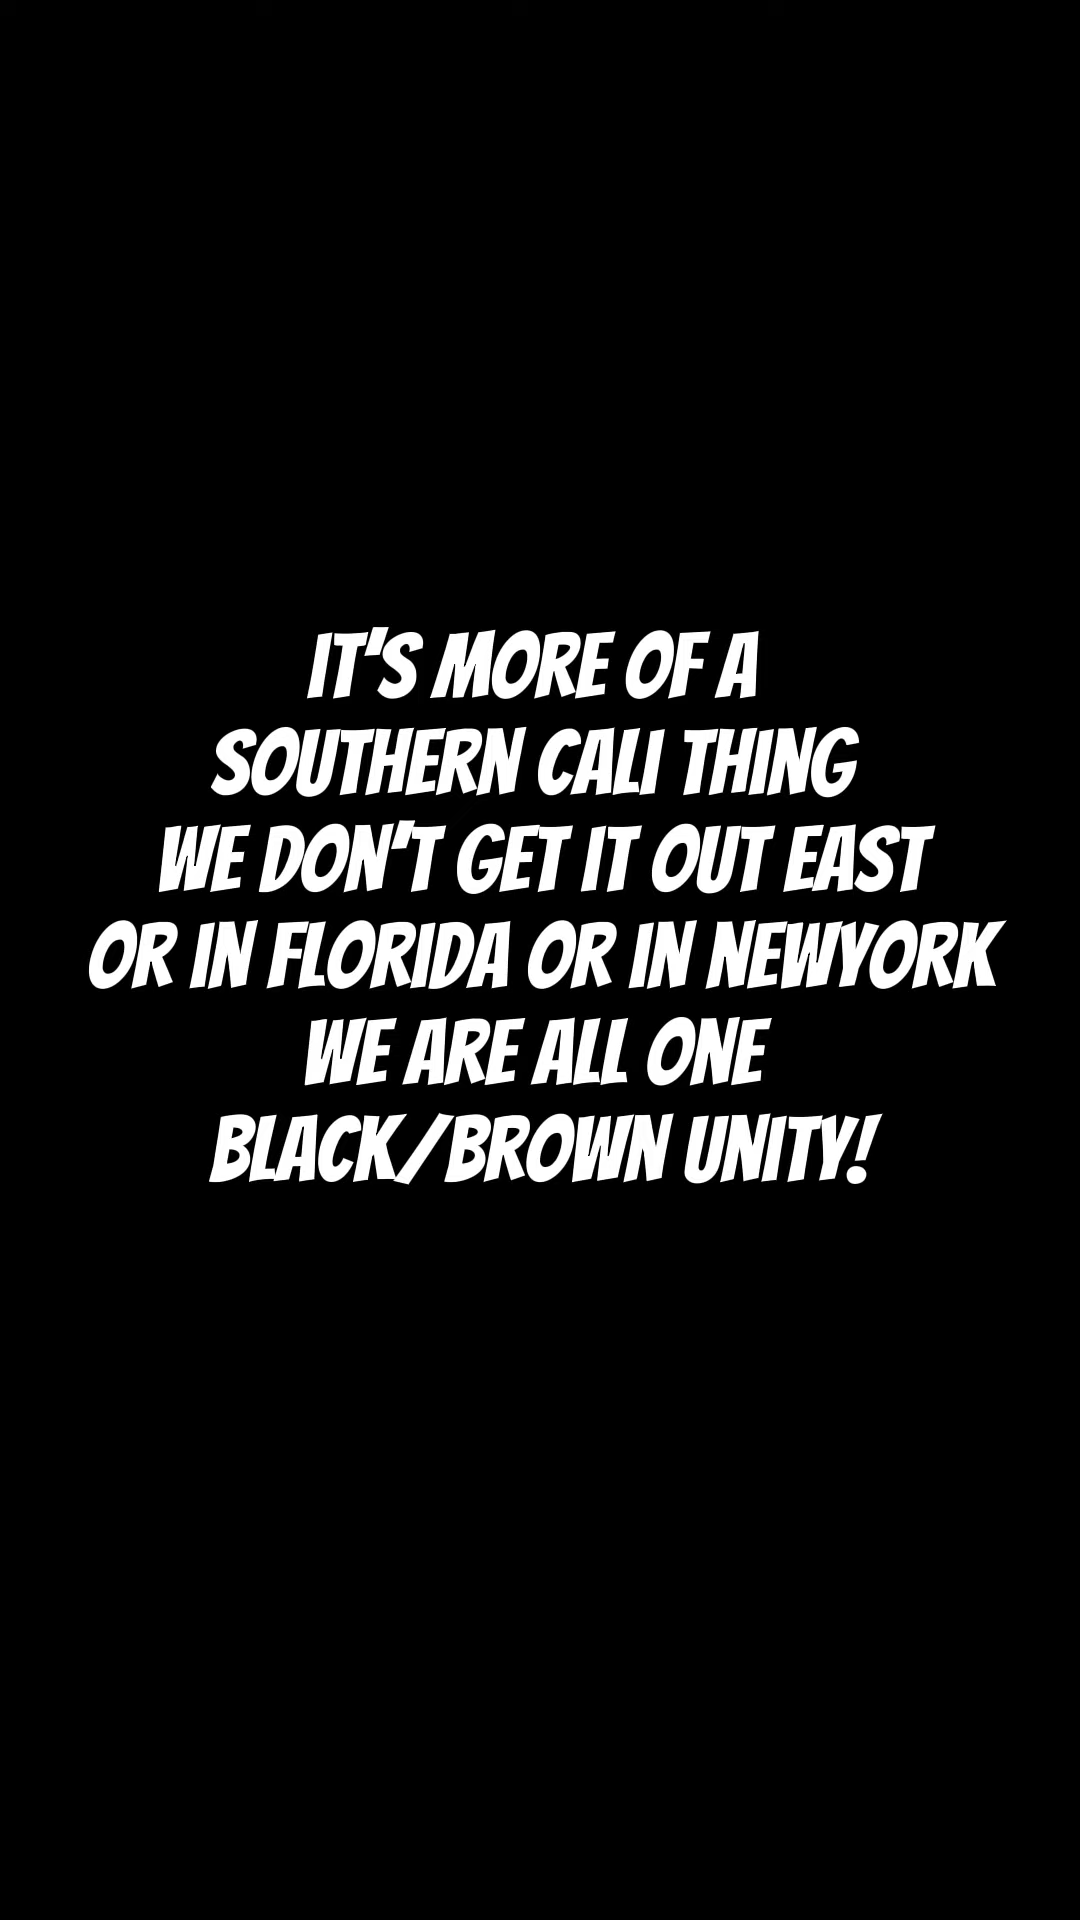 IT'S MORE OF A
SOUTHERN CALI THING
WE DON'T GET IT OUT EAST
OR IN FLORIDA OR IN NEWYORK
WE ARE ALL ONE
BLACK/BROWN UNITY!